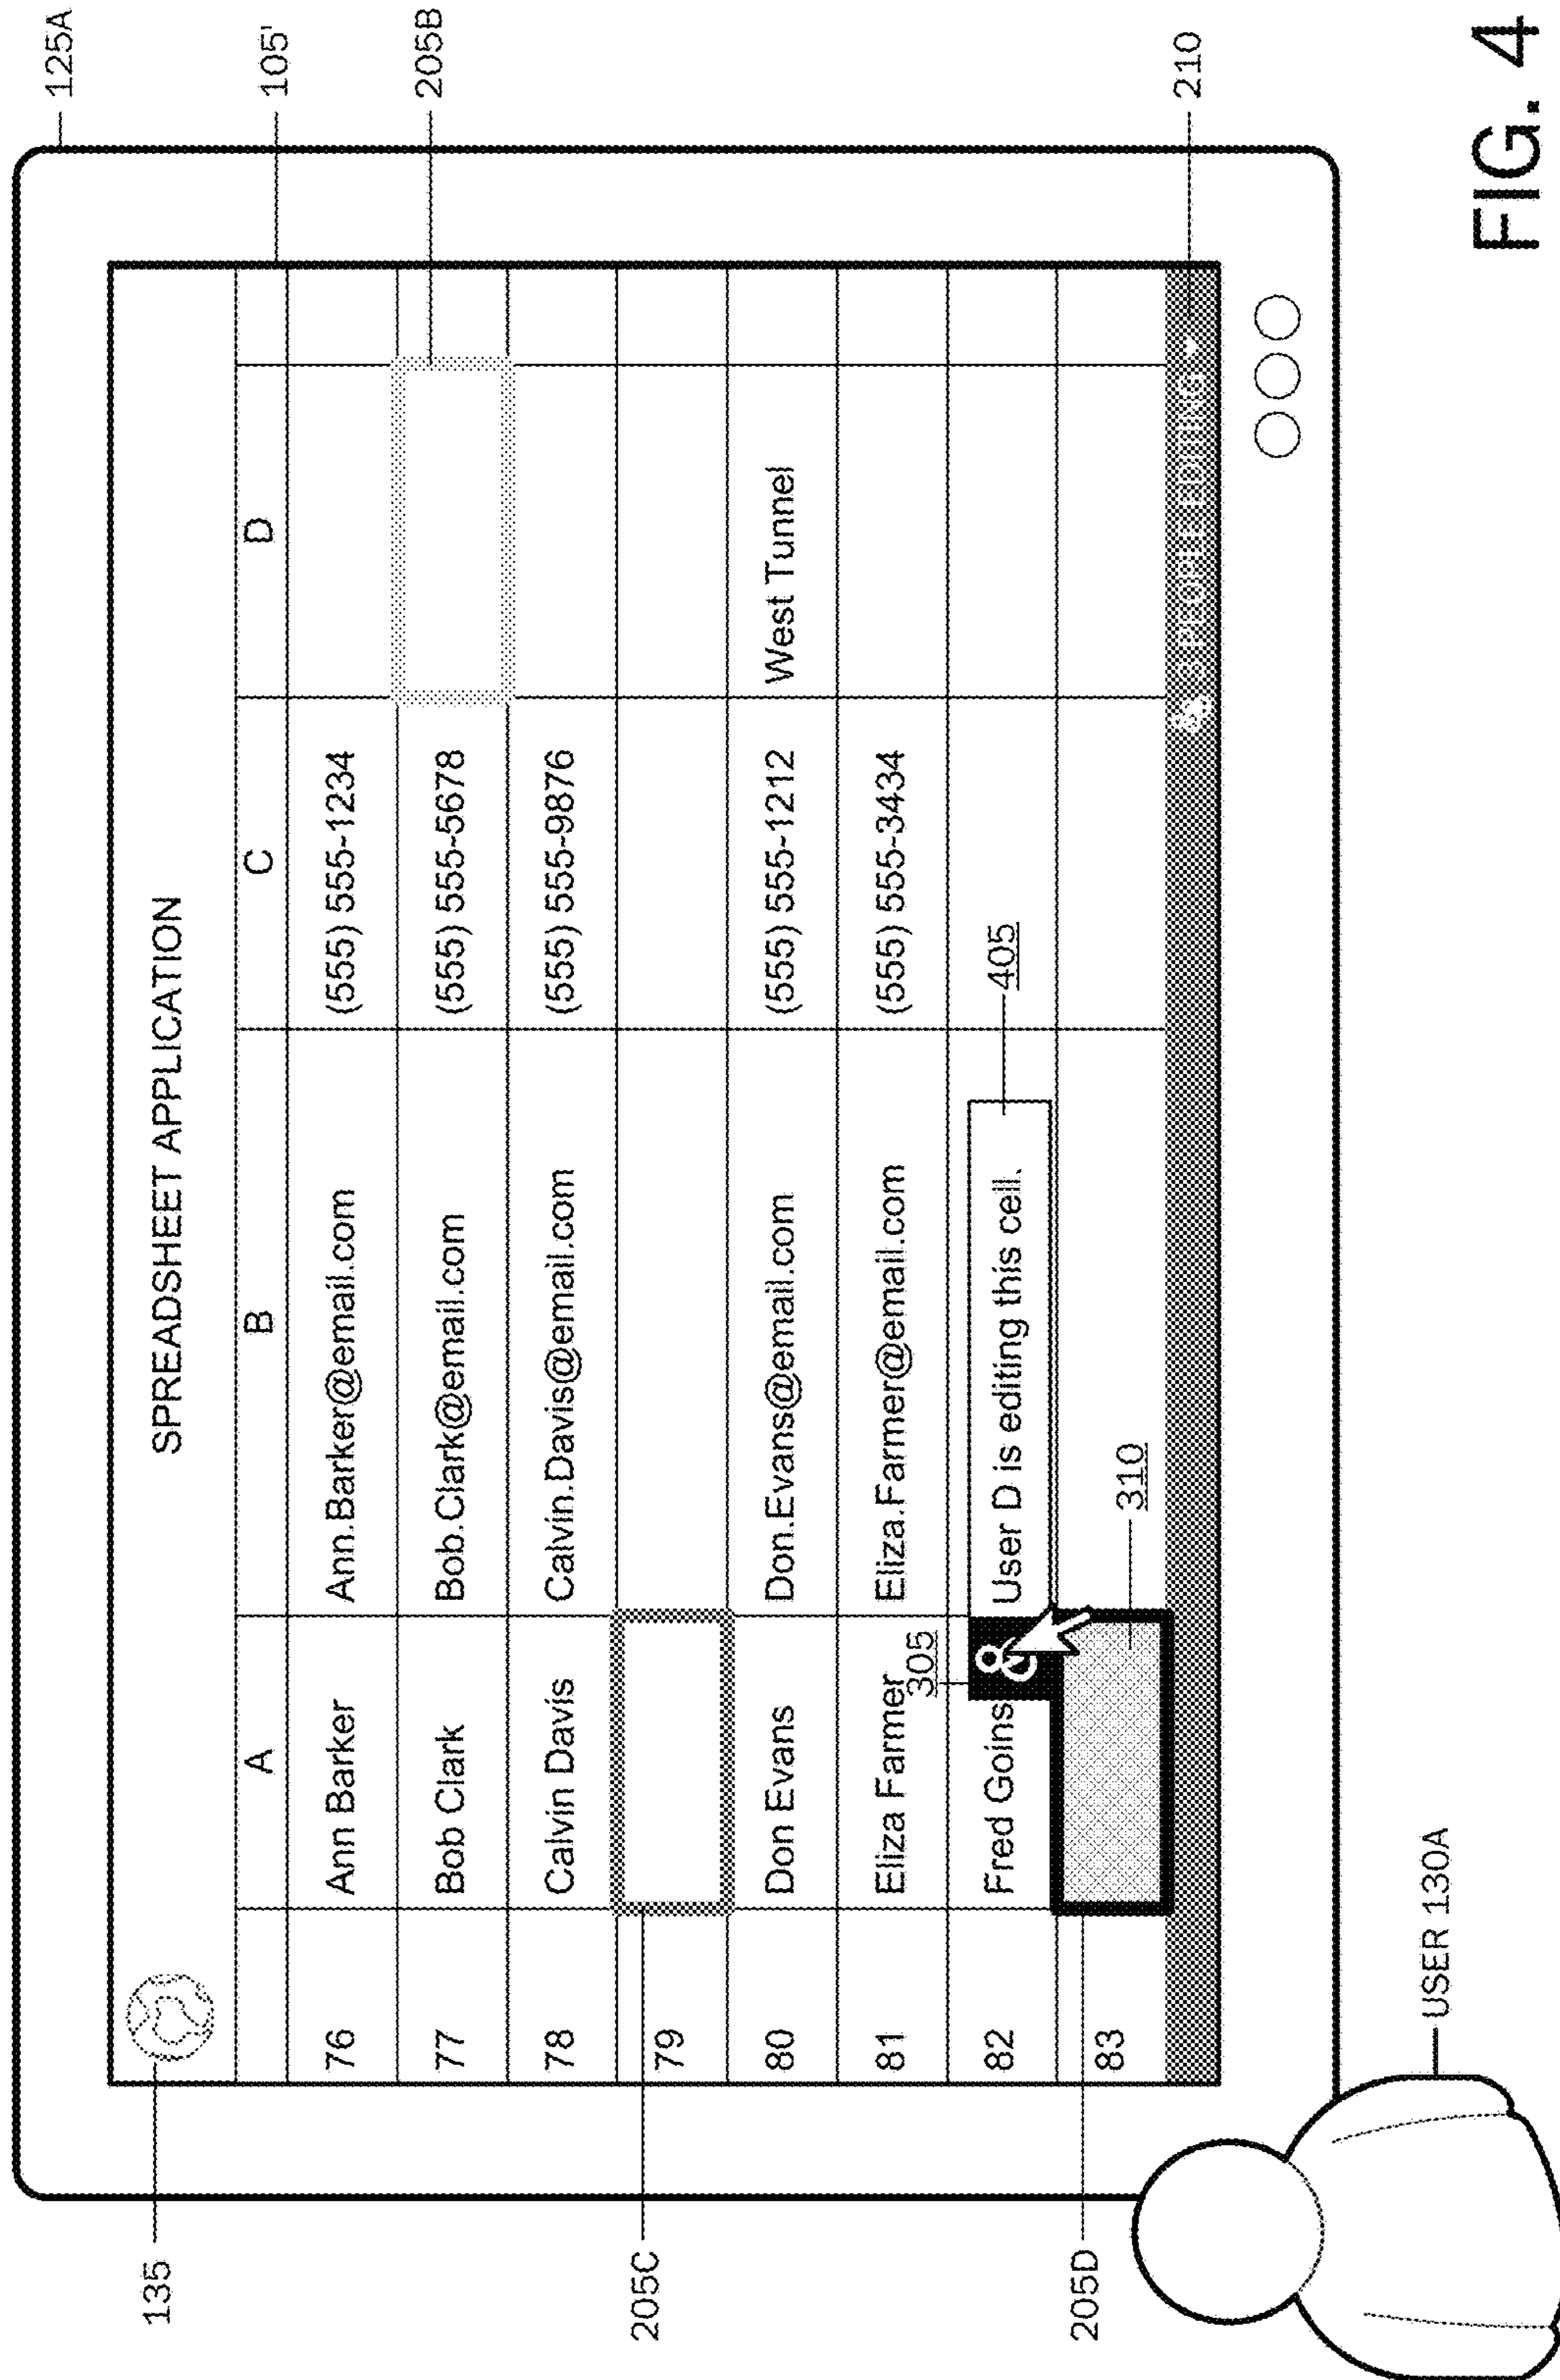 125A
135
SPREADSHEET APPLICATION
105'
A B C D
76 Ann Barker Ann.Barker@email.com (555) 555-1234
205B
77 Bob Clark Bob.Clark@email.com (555) 555-5678
78 Calvin Davis Calvin.Davis@email.com (555) 555-9876
205C
79
80 Don Evans Don.Evans@email.com (555) 555-1212 West Tunnel
81 Eliza Farmer Eliza.Farmer@email.com (555) 555-3434
305
82 Fred Goins User D is editing this cell. 405
205D
83 310
PEOPLE EDITING 210
USER 130A
FIG. 4